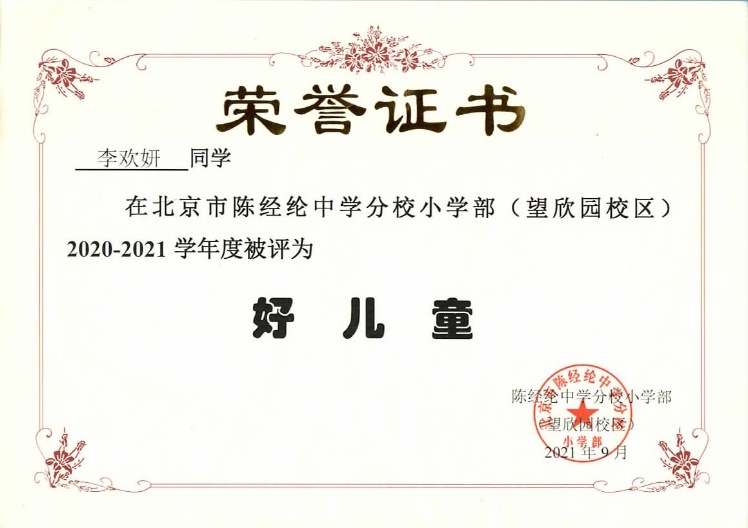 荣誉证书
李欢妍 同学
在北京市陈经纶中学分校小学部（望欣园校区）
2020-2021 学年度被评为
好儿童
陈经纶中学分校小学部
（望欣园校区）
2021 年 9 月
北京市陈经纶中学分校
小学部